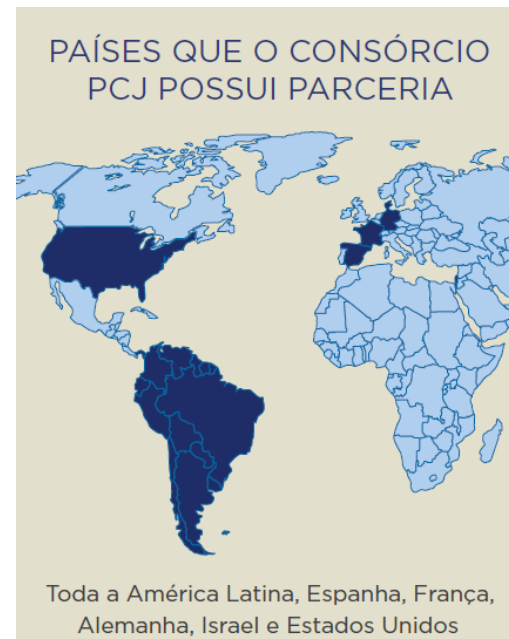 PAÍSES QUE O CONSÓRCIO
PCJ POSSUI PARCERIA
Toda a América Latina, Espanha, França,
Alemanha, Israel e Estados Unidos